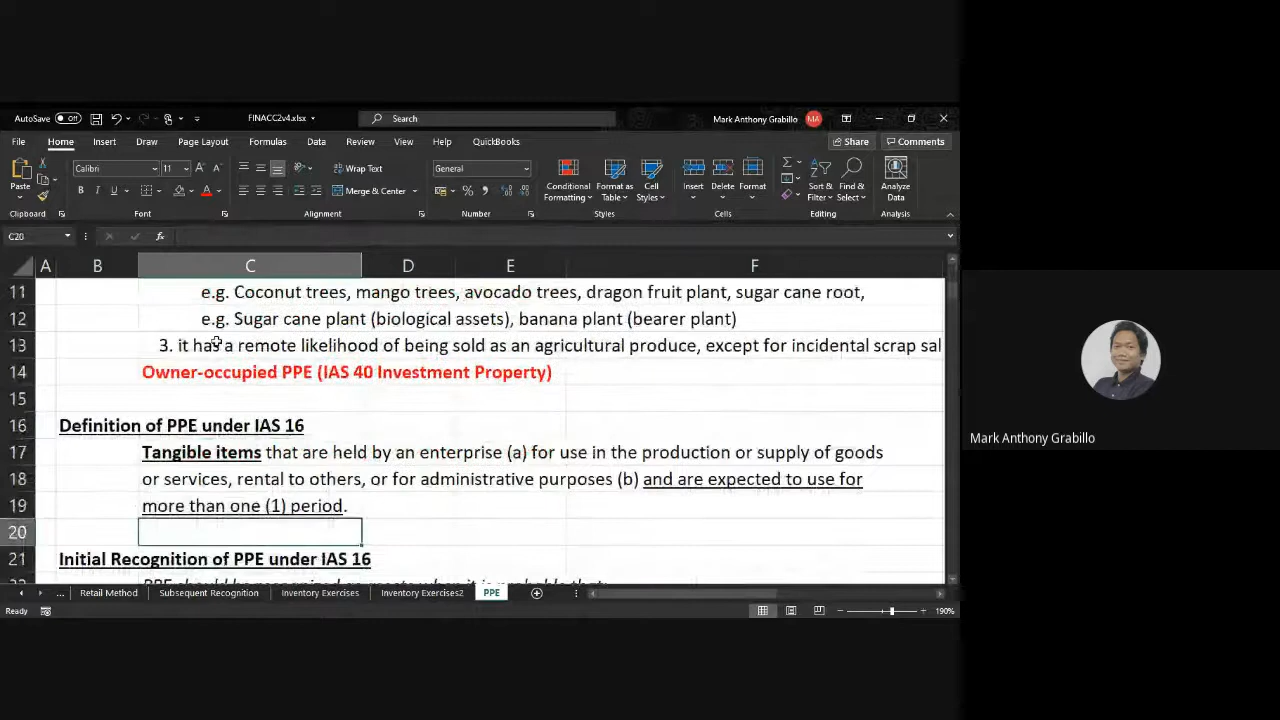 AutoSave Off FINACC2v4.xlsx Search Mark Anthony Grabillo MA
File Home Insert Draw Page Layout Formulas Data Review View Help QuickBooks Share Comments
Paste Calibri 11 Wrap Text General Conditional Formatting Format as Table Cell Styles Insert Delete Format Sort & Filter Find & Select Analyze Data
Merge & Center
Clipboard Font Alignment Number Styles Cells Editing Analysis
C20 fx
A B C D E F
11 e.g. Coconut trees, mango trees, avocado trees, dragon fruit plant, sugar cane root,
12 e.g. Sugar cane plant (biological assets), banana plant (bearer plant)
13 3. it has a remote likelihood of being sold as an agricultural produce, except for incidental scrap sal
14 Owner-occupied PPE (IAS 40 Investment Property)
15
16 Definition of PPE under IAS 16
17 Tangible items that are held by an enterprise (a) for use in the production or supply of goods
18 or services, rental to others, or for administrative purposes (b) and are expected to use for
19 more than one (1) period.
20
21 Initial Recognition of PPE under IAS 16
... Retail Method Subsequent Recognition Inventory Exercises Inventory Exercises2 PPE
Ready 190%
Mark Anthony Grabillo